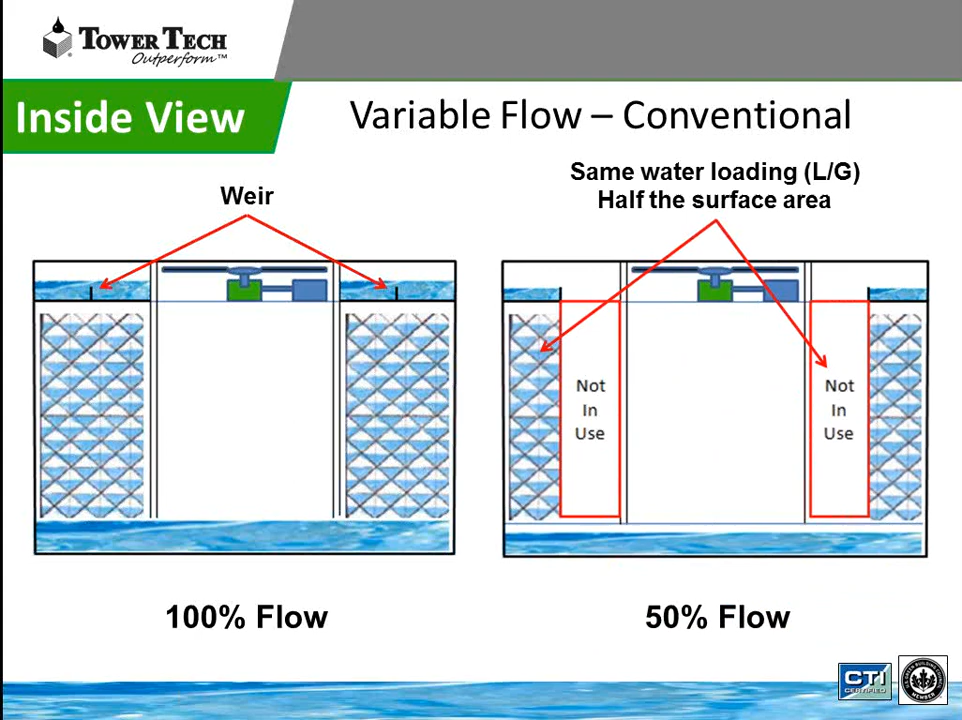 TOWER TECH
Outperform™
Inside View
Variable Flow – Conventional
Weir
Same water loading (L/G)
Half the surface area
Not
In
Use
Not
In
Use
100% Flow
50% Flow
CTI
CERTIFIED
MEMBER